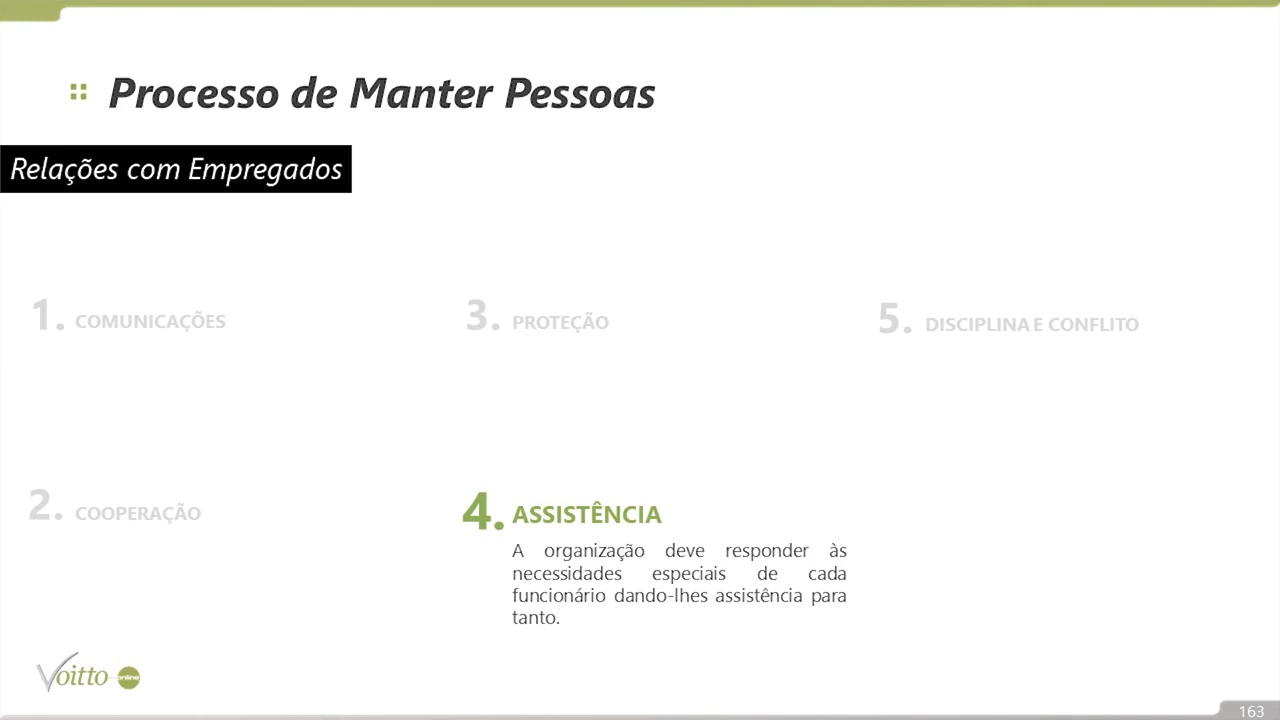 Processo de Manter Pessoas
Relações com Empregados
1. COMUNICAÇÕES
3. PROTEÇÃO
5. DISCIPLINA E CONFLITO
2. COOPERAÇÃO
4. ASSISTÊNCIA
A organização deve responder às
necessidades especiais de cada
funcionário dando-lhes assistência para
tanto.
Voitto online
163